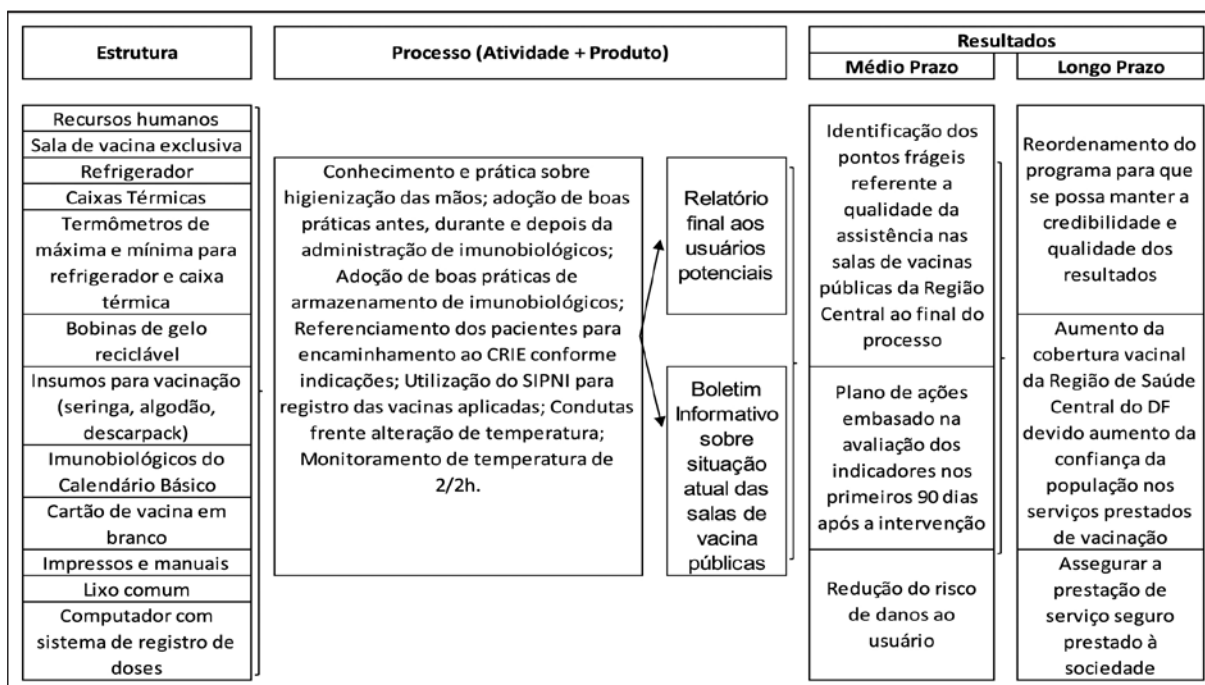 Estrutura
Processo (Atividade + Produto)
Resultados
Médio Prazo
Longo Prazo
Recursos humanos
Sala de vacina exclusiva
Refrigerador
Caixas Térmicas
Termômetros de
máxima e mínima para
refrigerador e caixa
térmica
Bobinas de gelo
reciclável
Insumos para vacinação
(seringa, algodão,
descarpack)
Imunobiológicos do
Calendário Básico
Cartão de vacina em
branco
Impressos e manuais
Lixo comum
Computador com
sistema de registro de
doses
Conhecimento e prática sobre
higienização das mãos; adoção de boas
práticas antes, durante e depois da
administração de imunobiológicos;
Adoção de boas práticas de
armazenamento de imunobiológicos;
Referenciamento dos pacientes para
encaminhamento ao CRIE conforme
indicações; Utilização do SIPNI para
registro das vacinas aplicadas; Condutas
frente alteração de temperatura;
Monitoramento de temperatura de
2/2h.
Relatório
final aos
usuários
potenciais
Boletim
Informativo
sobre
situação
atual das
salas de
vacina
públicas
Identificação dos
pontos frágeis
referente a
qualidade da
assistência nas
salas de vacinas
públicas da Região
Central ao final do
processo
Plano de ações
embasado na
avaliação dos
indicadores nos
primeiros 90 dias
após a intervenção
Redução do risco
de danos ao
usuário
Reordenamento do
programa para que
se possa manter a
credibilidade e
qualidade dos
resultados
Aumento da
cobertura vacinal
da Região de Saúde
Central do DF
devido aumento da
confiança da
população nos
serviços prestados
de vacinação
Assegurar a
prestação de
serviço seguro
prestado à
sociedade